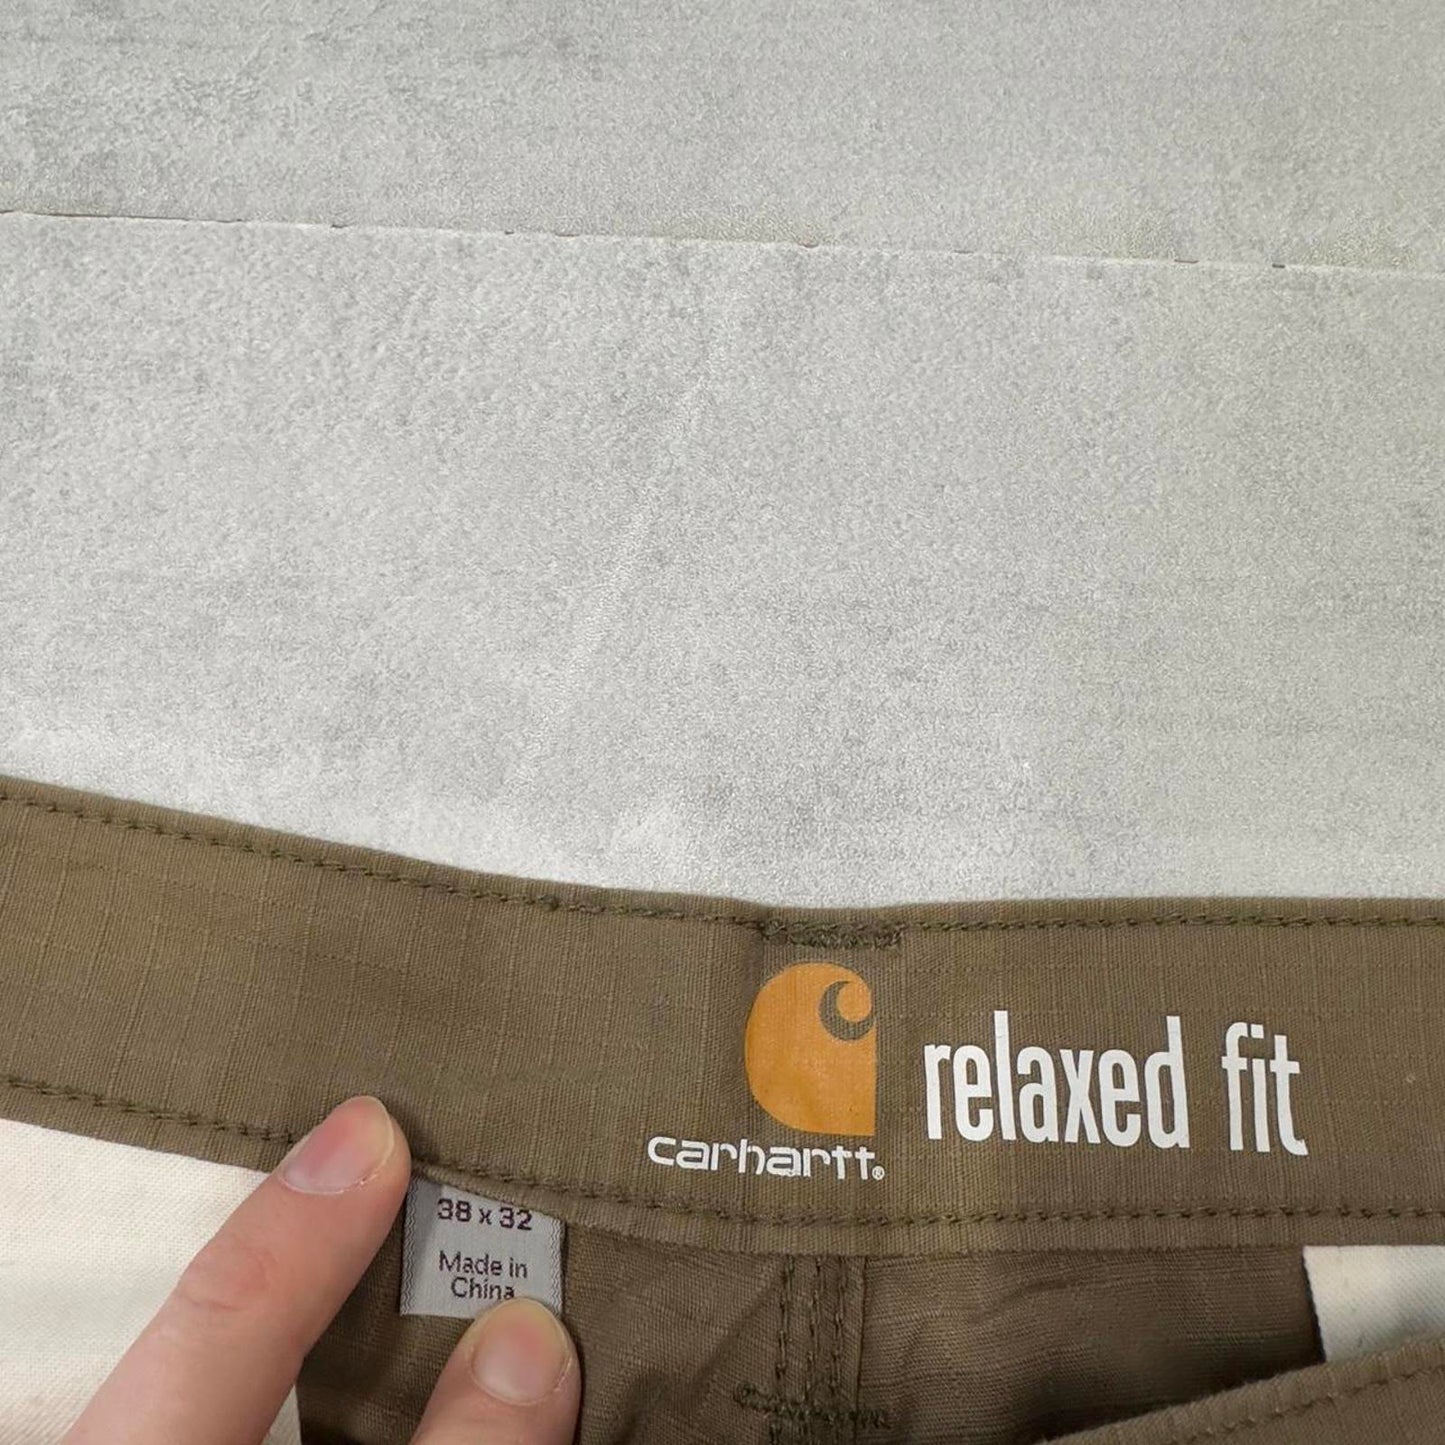 relaxed fit
carhartt®
38 x 32
Made in
China